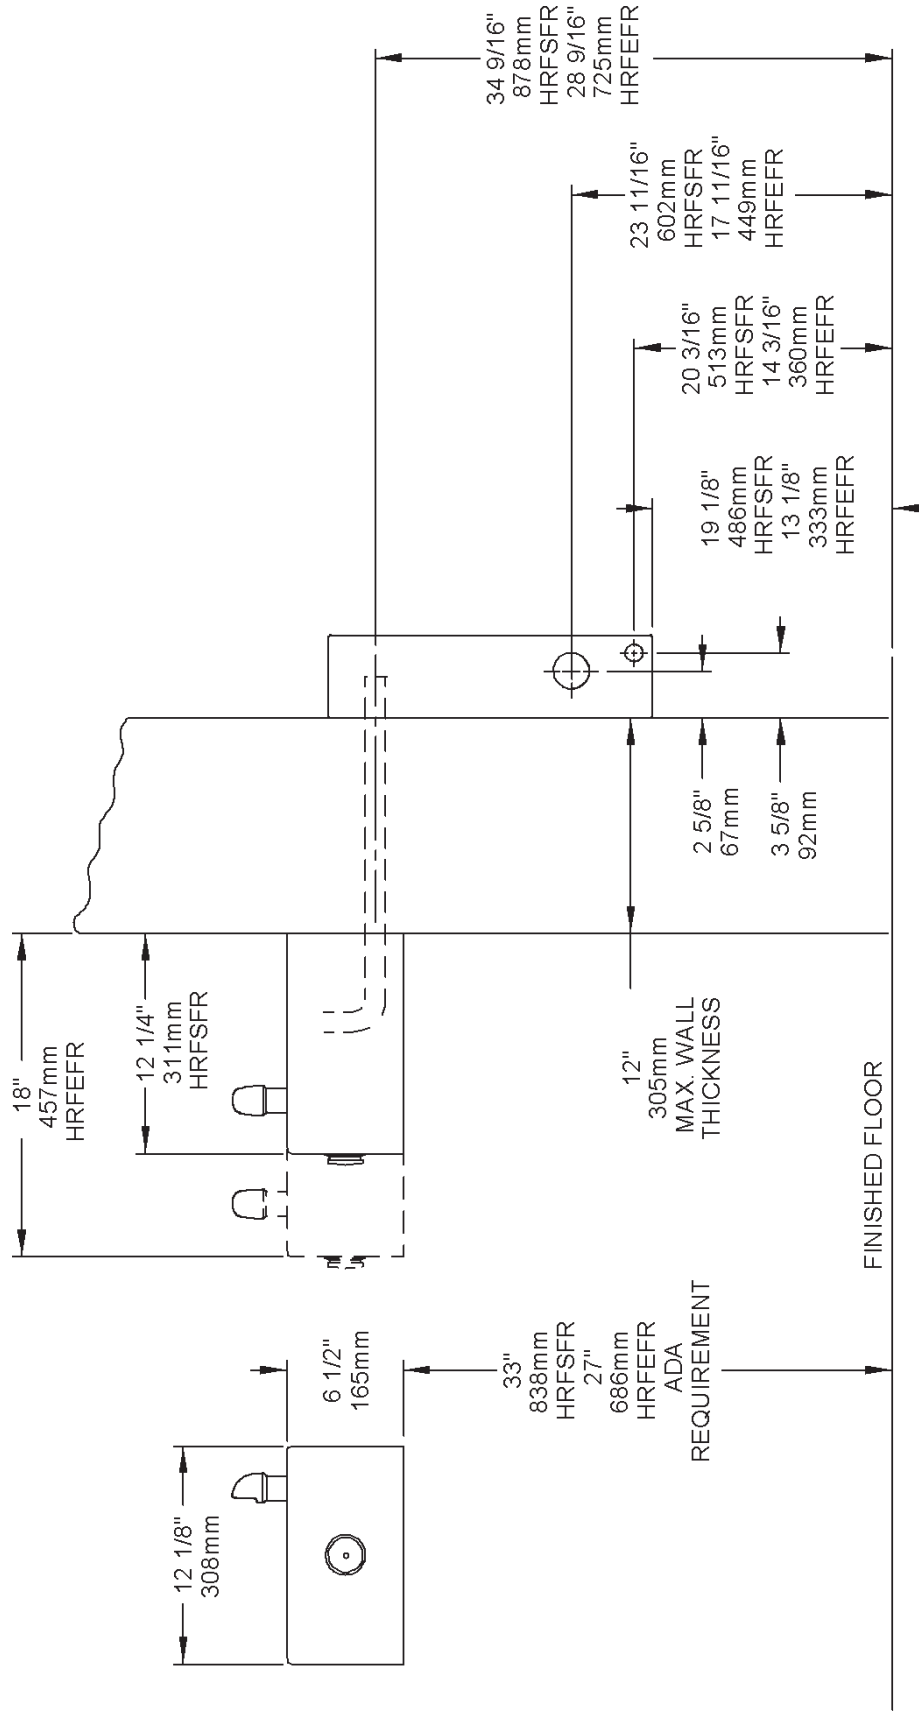 18"
457mm
HRFEFR
12 1/4"
311mm
HRFSFR
12 1/8"
308mm
6 1/2"
165mm
33"
838mm
HRFSFR
27"
686mm
HRFEFR
ADA
REQUIREMENT
12"
305mm
MAX. WALL
THICKNESS
FINISHED FLOOR
2 5/8"
67mm
3 5/8"
92mm
19 1/8"
486mm
HRFSFR
13 1/8"
333mm
HRFEFR
20 3/16"
513mm
HRFSFR
14 3/16"
360mm
HRFEFR
23 11/16"
602mm
HRFSFR
17 11/16"
449mm
HRFEFR
34 9/16"
878mm
HRFSFR
28 9/16"
725mm
HRFEFR